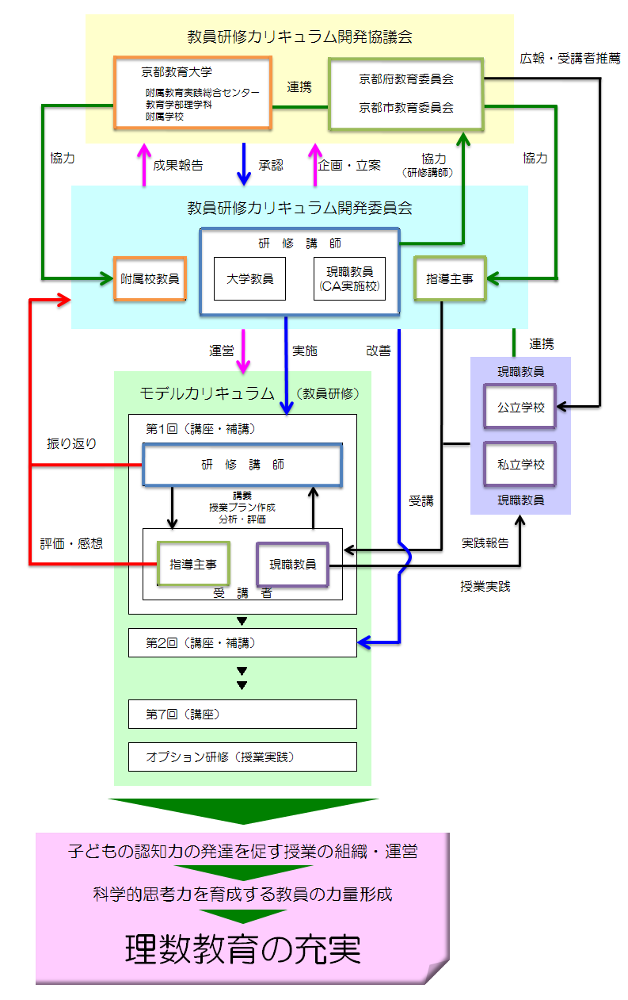 教員研修カリキュラム開発協議会
京都教育大学
附属教育実践総合センター
教育学部理学科
附属学校
連携
京都府教育委員会
京都市教育委員会
広報・受講者推薦
協力
成果報告
承認
企画・立案
協力
（研修講師）
協力
教員研修カリキュラム開発委員会
附属校教員
研　修　講　師
大学教員
現職教員
(CA実施校)
指導主事
運営
実施
改善
連携
モデルカリキュラム　（教員研修）
第1回（講座・補講）
研　修　講　師
講義
授業プラン作成
分析・評価
指導主事
現職教員
受　講　者
振り返り
評価・感想
受講
現職教員
公立学校
私立学校
現職教員
実践報告
授業実践
第2回（講座・補講）
第7回（講座）
オプション研修（授業実践）
子どもの認知力の発達を促す授業の組織・運営
科学的思考力を育成する教員の力量形成
理数教育の充実